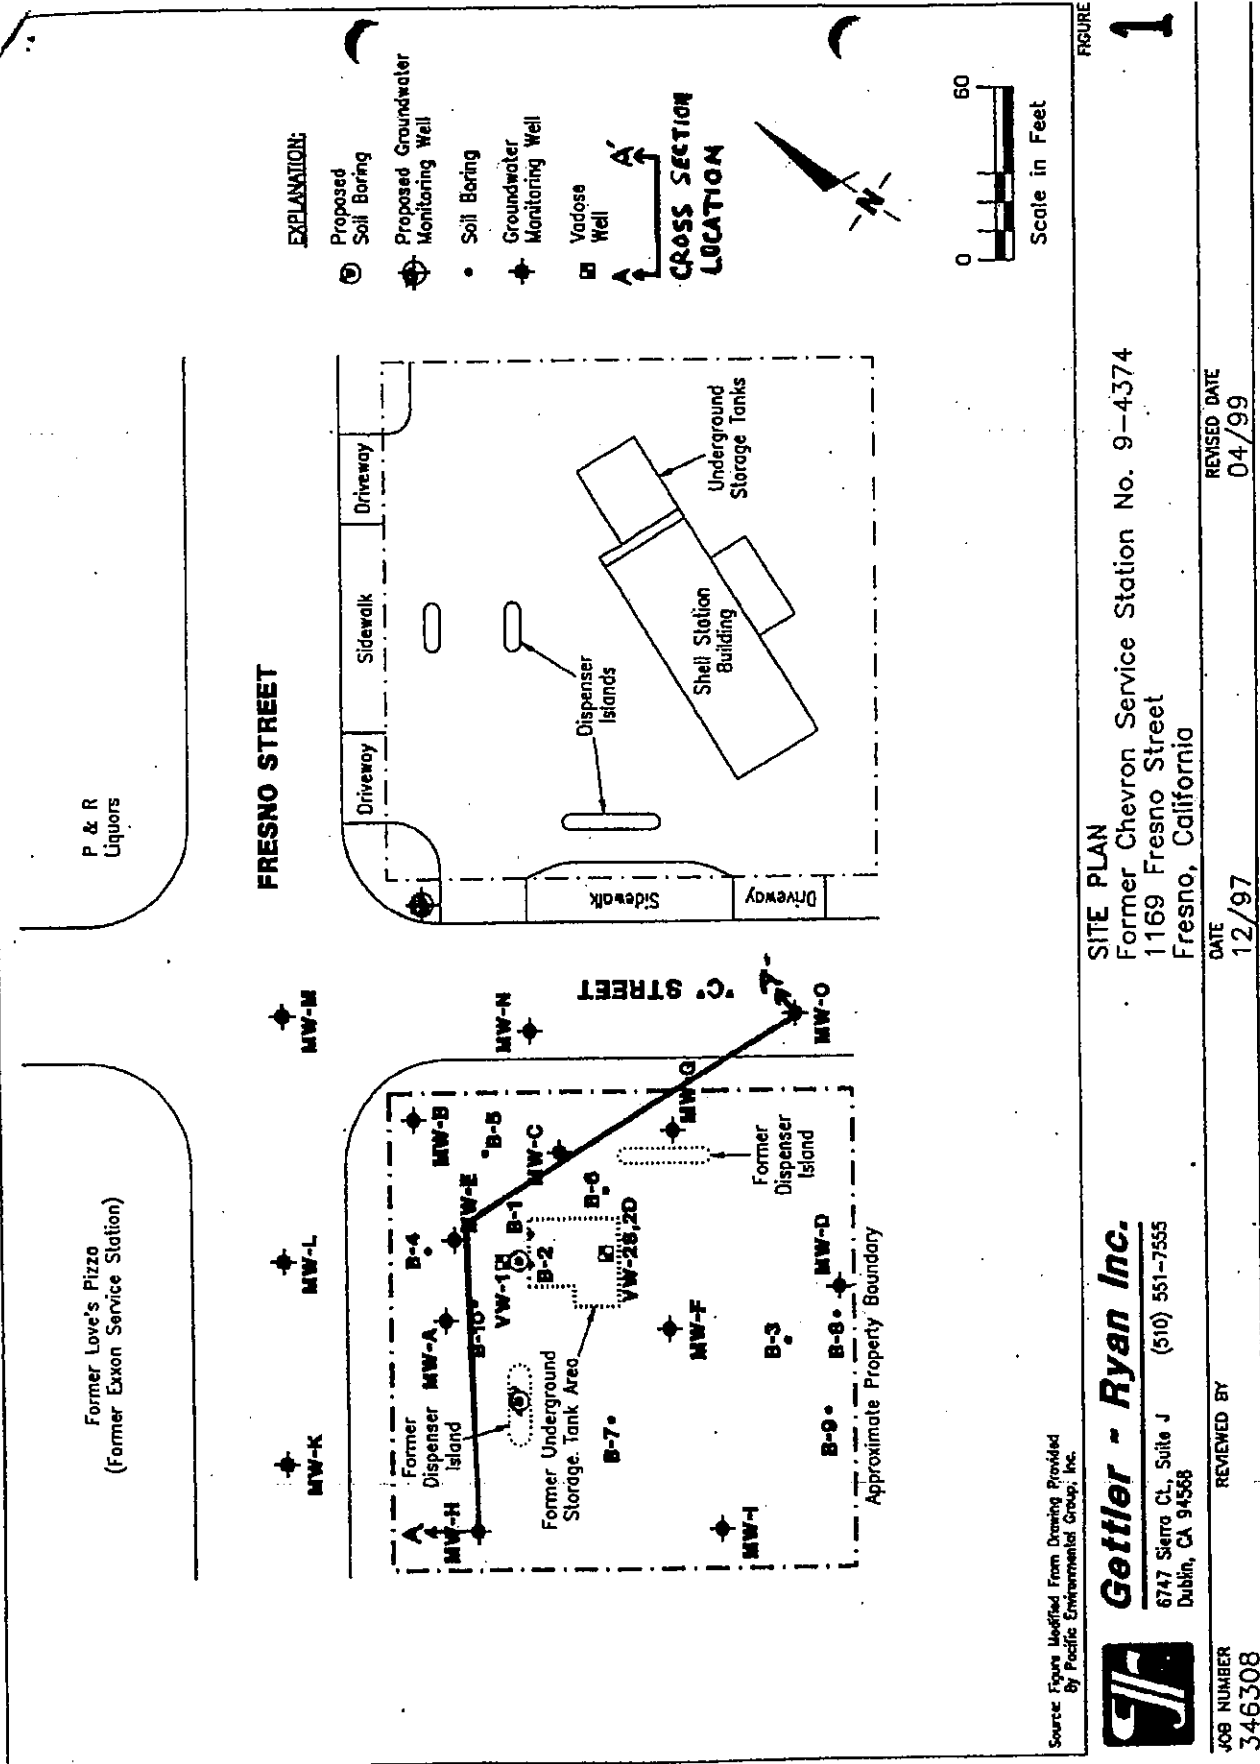 P & R
Liquors
Former Love's Pizza
(Former Exxon Service Station)
FRESNO STREET
'C' STREET
MW-K
MW-L
MW-M
MW-N
MW-O
Driveway
Sidewalk
Driveway
Sidewalk
Driveway
Dispenser
Islands
Shell Station
Building
Underground
Storage Tanks
A
MW-H
Former
Dispenser
Island
MW-A
B-10
B-4
MW-E
MW-B
B-5
MW-C
VW-1
B-1
B-2
B-6
VW-2S,2D
Former Underground
Storage Tank Area
B-7
MW-F
MW-G
Former
Dispenser
Island
MW-I
B-3
B-8
B-9
MW-D
Approximate Property Boundary
EXPLANATION:
Proposed
Soil Boring
Proposed Groundwater
Monitoring Well
Soil Boring
Groundwater
Monitoring Well
Vadose
Well
A A'
CROSS SECTION
LOCATION
N
0 60
Scale in Feet
Source: Figure Modified From Drawing Provided
By Pacific Environmental Group, Inc.
Gettler - Ryan Inc.
6747 Sierra Ct., Suite J
Dublin, CA 94568
(510) 551-7555
SITE PLAN
Former Chevron Service Station No. 9-4374
1169 Fresno Street
Fresno, California
FIGURE
1
JOB NUMBER
346308
REVIEWED BY
DATE
12/97
REVISED DATE
04/99